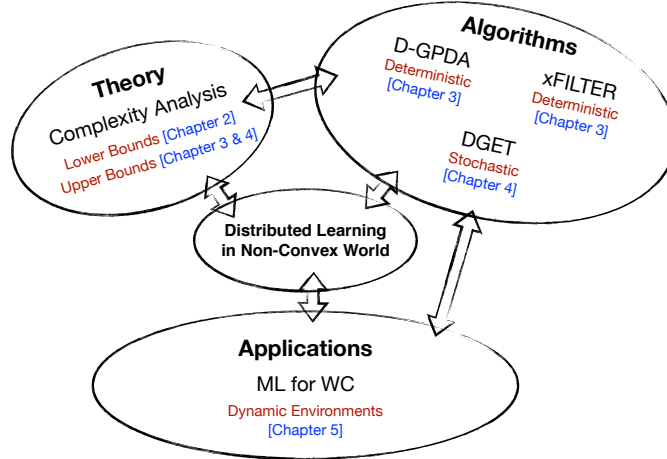 Theory
Complexity Analysis
Lower Bounds [Chapter 2]
Upper Bounds [Chapter 3 & 4]
Algorithms
D-GPDA
Deterministic
[Chapter 3]
xFILTER
Deterministic
[Chapter 3]
DGET
Stochastic
[Chapter 4]
Distributed Learning
in Non-Convex World
Applications
ML for WC
Dynamic Environments
[Chapter 5]